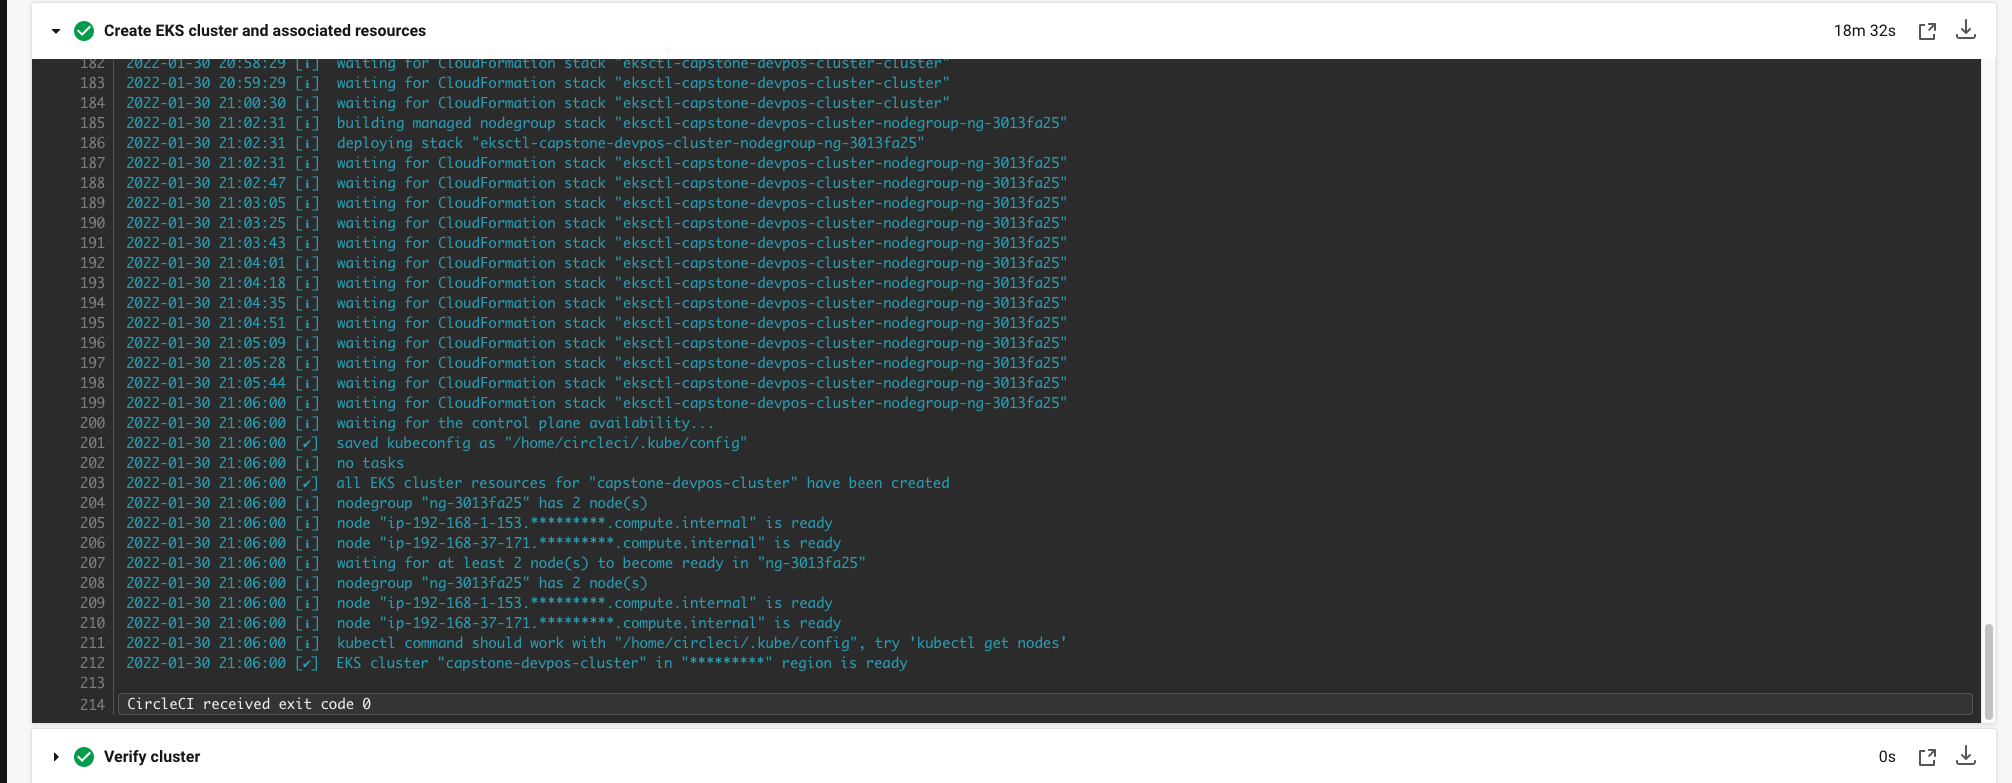 Create EKS cluster and associated resources 18m 32s
182 2022-01-30 20:58:29 [i] waiting for CloudFormation stack "eksctl-capstone-devpos-cluster-cluster"
183 2022-01-30 20:59:29 [i] waiting for CloudFormation stack "eksctl-capstone-devpos-cluster-cluster"
184 2022-01-30 21:00:30 [i] waiting for CloudFormation stack "eksctl-capstone-devpos-cluster-cluster"
185 2022-01-30 21:02:31 [i] building managed nodegroup stack "eksctl-capstone-devpos-cluster-nodegroup-ng-3013fa25"
186 2022-01-30 21:02:31 [i] deploying stack "eksctl-capstone-devpos-cluster-nodegroup-ng-3013fa25"
187 2022-01-30 21:02:31 [i] waiting for CloudFormation stack "eksctl-capstone-devpos-cluster-nodegroup-ng-3013fa25"
188 2022-01-30 21:02:47 [i] waiting for CloudFormation stack "eksctl-capstone-devpos-cluster-nodegroup-ng-3013fa25"
189 2022-01-30 21:03:05 [i] waiting for CloudFormation stack "eksctl-capstone-devpos-cluster-nodegroup-ng-3013fa25"
190 2022-01-30 21:03:25 [i] waiting for CloudFormation stack "eksctl-capstone-devpos-cluster-nodegroup-ng-3013fa25"
191 2022-01-30 21:03:43 [i] waiting for CloudFormation stack "eksctl-capstone-devpos-cluster-nodegroup-ng-3013fa25"
192 2022-01-30 21:04:01 [i] waiting for CloudFormation stack "eksctl-capstone-devpos-cluster-nodegroup-ng-3013fa25"
193 2022-01-30 21:04:18 [i] waiting for CloudFormation stack "eksctl-capstone-devpos-cluster-nodegroup-ng-3013fa25"
194 2022-01-30 21:04:35 [i] waiting for CloudFormation stack "eksctl-capstone-devpos-cluster-nodegroup-ng-3013fa25"
195 2022-01-30 21:04:51 [i] waiting for CloudFormation stack "eksctl-capstone-devpos-cluster-nodegroup-ng-3013fa25"
196 2022-01-30 21:05:09 [i] waiting for CloudFormation stack "eksctl-capstone-devpos-cluster-nodegroup-ng-3013fa25"
197 2022-01-30 21:05:28 [i] waiting for CloudFormation stack "eksctl-capstone-devpos-cluster-nodegroup-ng-3013fa25"
198 2022-01-30 21:05:44 [i] waiting for CloudFormation stack "eksctl-capstone-devpos-cluster-nodegroup-ng-3013fa25"
199 2022-01-30 21:06:00 [i] waiting for CloudFormation stack "eksctl-capstone-devpos-cluster-nodegroup-ng-3013fa25"
200 2022-01-30 21:06:00 [i] waiting for the control plane availability...
201 2022-01-30 21:06:00 [✔] saved kubeconfig as "/home/circleci/.kube/config"
202 2022-01-30 21:06:00 [i] no tasks
203 2022-01-30 21:06:00 [✔] all EKS cluster resources for "capstone-devpos-cluster" have been created
204 2022-01-30 21:06:00 [i] nodegroup "ng-3013fa25" has 2 node(s)
205 2022-01-30 21:06:00 [i] node "ip-192-168-1-153.*********.compute.internal" is ready
206 2022-01-30 21:06:00 [i] node "ip-192-168-37-171.*********.compute.internal" is ready
207 2022-01-30 21:06:00 [i] waiting for at least 2 node(s) to become ready in "ng-3013fa25"
208 2022-01-30 21:06:00 [i] nodegroup "ng-3013fa25" has 2 node(s)
209 2022-01-30 21:06:00 [i] node "ip-192-168-1-153.*********.compute.internal" is ready
210 2022-01-30 21:06:00 [i] node "ip-192-168-37-171.*********.compute.internal" is ready
211 2022-01-30 21:06:00 [i] kubectl command should work with "/home/circleci/.kube/config", try 'kubectl get nodes'
212 2022-01-30 21:06:00 [✔] EKS cluster "capstone-devpos-cluster" in "*********" region is ready
213
214 CircleCI received exit code 0
Verify cluster 0s